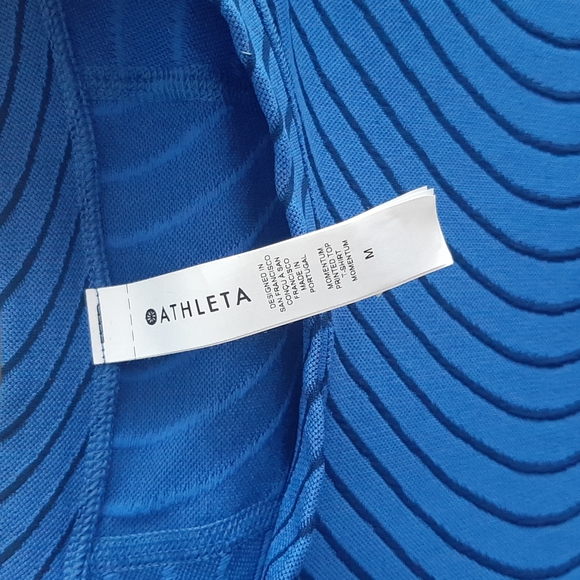 ATHLETA
DESIGNED IN
SAN FRANCISCO
CONÇU A SAN
FRANCISCO
MADE IN
PORTUGAL
MOMENTUM
PRINTED TOP
T-SHIRT
MOMENTUM
M